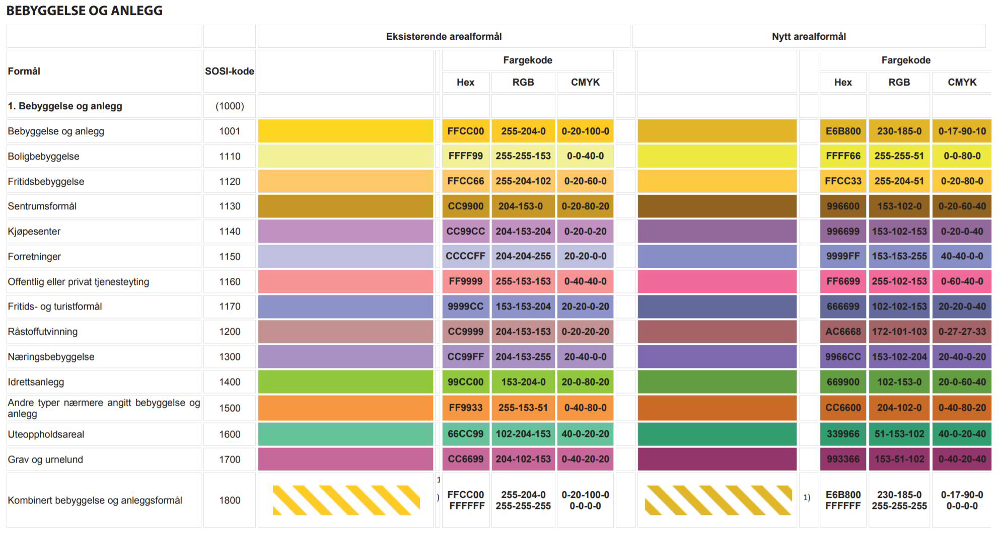 BEBYGGELSE OG ANLEGG
Eksisterende arealformål Nytt arealformål
Formål SOSI-kode Fargekode Fargekode
Hex RGB CMYK Hex RGB CMYK
1. Bebyggelse og anlegg (1000)
Bebyggelse og anlegg 1001 FFCC00 255-204-0 0-20-100-0 E6B800 230-185-0 0-17-90-10
Boligbebyggelse 1110 FFFF99 255-255-153 0-0-40-0 FFFF66 255-255-51 0-0-80-0
Fritidsbebyggelse 1120 FFCC66 255-204-102 0-20-60-0 FFCC33 255-204-51 0-20-80-0
Sentrumsformål 1130 CC9900 204-153-0 0-20-80-20 996600 153-102-0 0-20-60-40
Kjøpesenter 1140 CC99CC 204-153-204 0-20-0-20 996699 153-102-153 0-20-0-40
Forretninger 1150 CCCCFF 204-204-255 20-20-0-0 9999FF 153-153-255 40-40-0-0
Offentlig eller privat tjenesteyting 1160 FF9999 255-153-153 0-40-40-0 FF6699 255-102-153 0-60-40-0
Fritids- og turistformål 1170 9999CC 153-153-204 20-20-0-20 666699 102-102-153 20-20-0-40
Råstoffutvinning 1200 CC9999 204-153-153 0-20-20-20 AC6668 172-101-103 0-27-27-33
Næringsbebyggelse 1300 CC99FF 204-153-255 20-40-0-0 9966CC 153-102-204 20-40-0-20
Idrettsanlegg 1400 99CC00 153-204-0 20-0-80-20 669900 102-153-0 20-0-60-40
Andre typer nærmere angitt bebyggelse og
anlegg 1500 FF9933 255-153-51 0-40-80-0 CC6600 204-102-0 0-40-80-20
Uteoppholdsareal 1600 66CC99 102-204-153 40-0-20-20 339966 51-153-102 40-0-20-40
Grav og urnelund 1700 CC6699 204-102-153 0-40-20-20 993366 153-51-102 0-40-20-40
Kombinert bebyggelse og anleggsformål 1800 1) FFCC00 255-204-0 0-20-100-0 1) E6B800 230-185-0 0-17-90-0
FFFFFF 255-255-255 0-0-0-0 FFFFFF 255-255-255 0-0-0-0